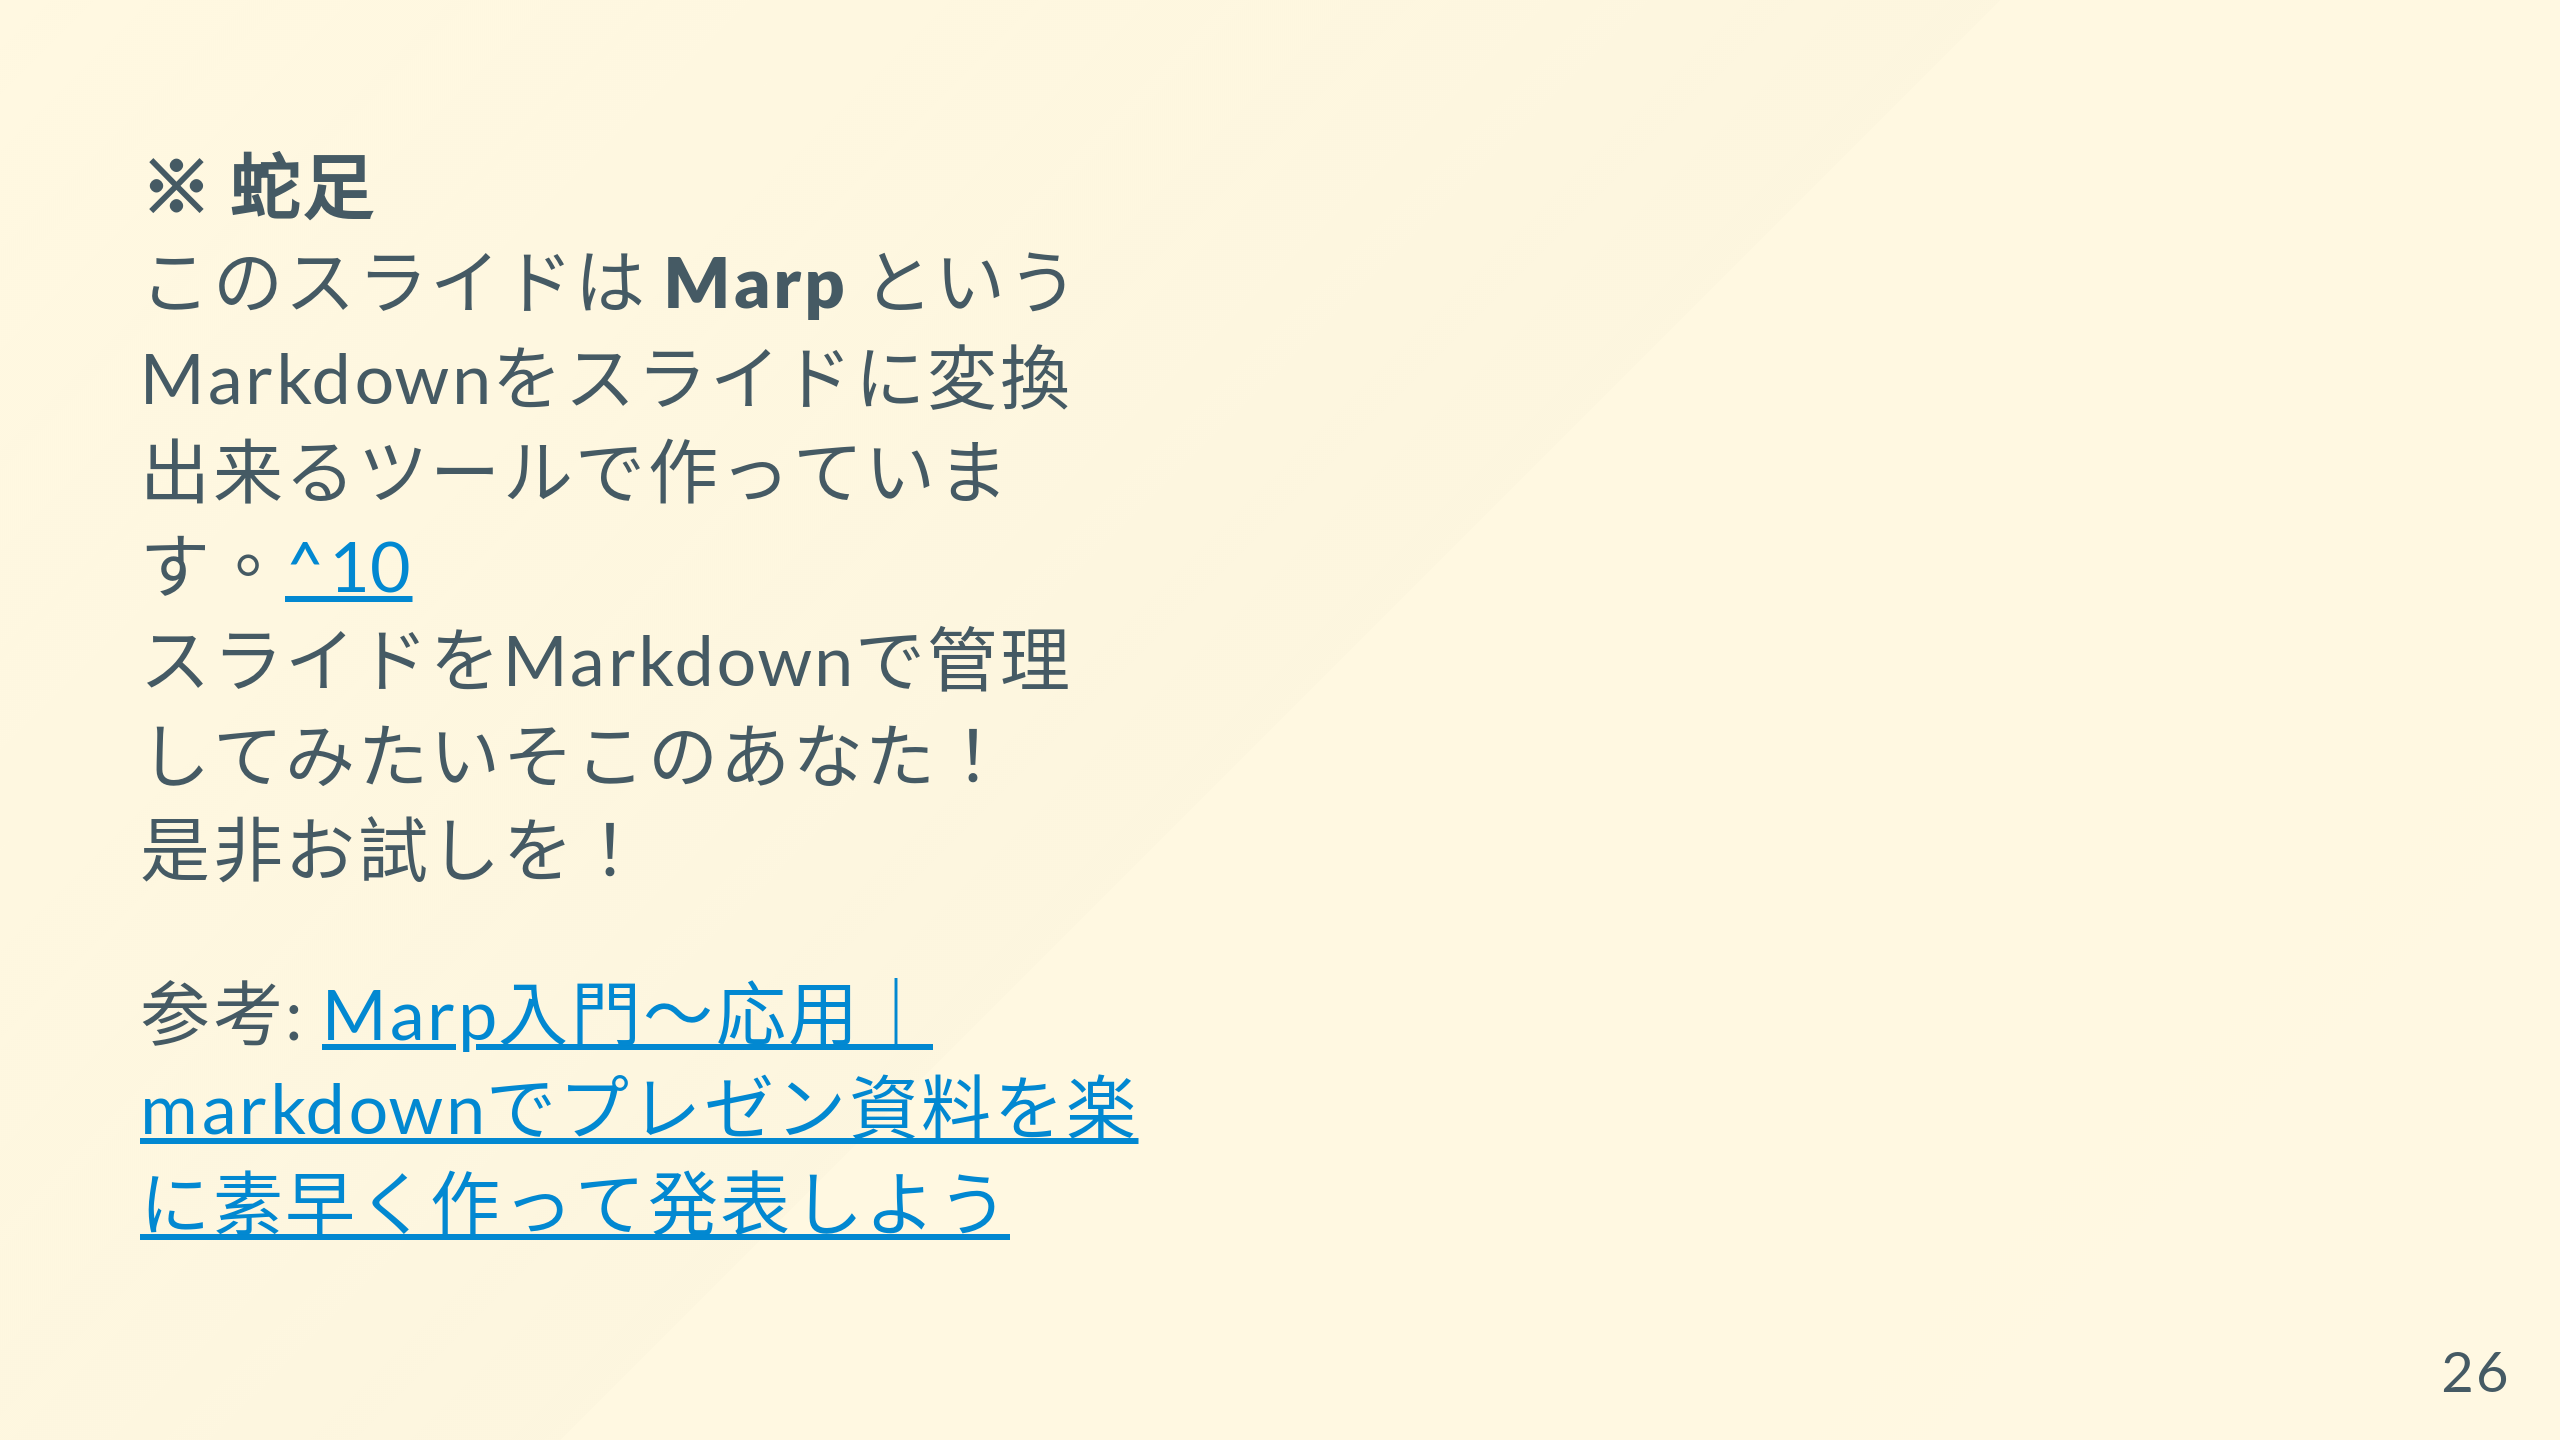 ※ 蛇足
このスライドは Marp という
Markdownをスライドに変換
出来るツールで作っていま
す。^10
スライドをMarkdownで管理
してみたいそこのあなた！
是非お試しを！
参考: Marp入門〜応用｜
markdownでプレゼン資料を楽
に素早く作って発表しよう
26